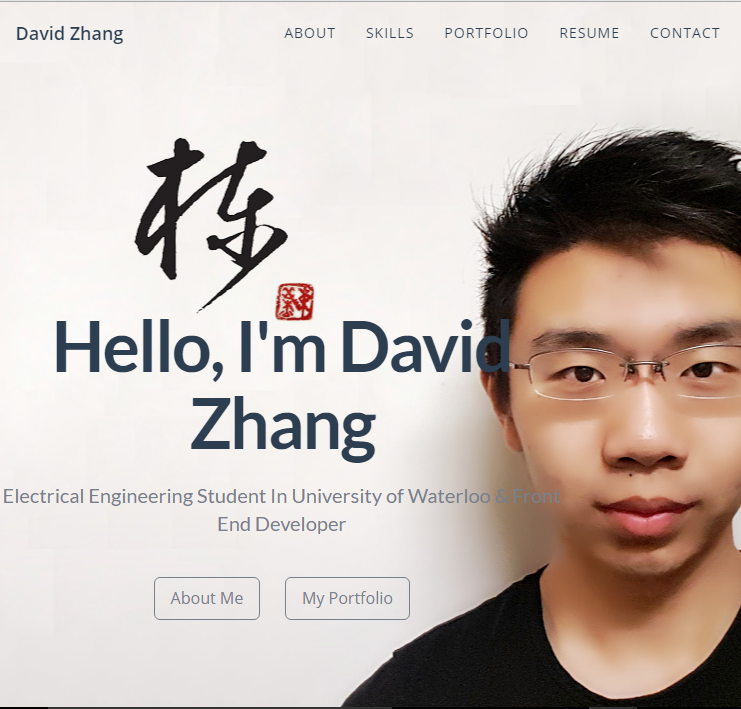 David Zhang ABOUT SKILLS PORTFOLIO RESUME CONTACT
栋
Hello, I'm David
Zhang
Electrical Engineering Student In University of Waterloo & Front
End Developer
About Me My Portfolio